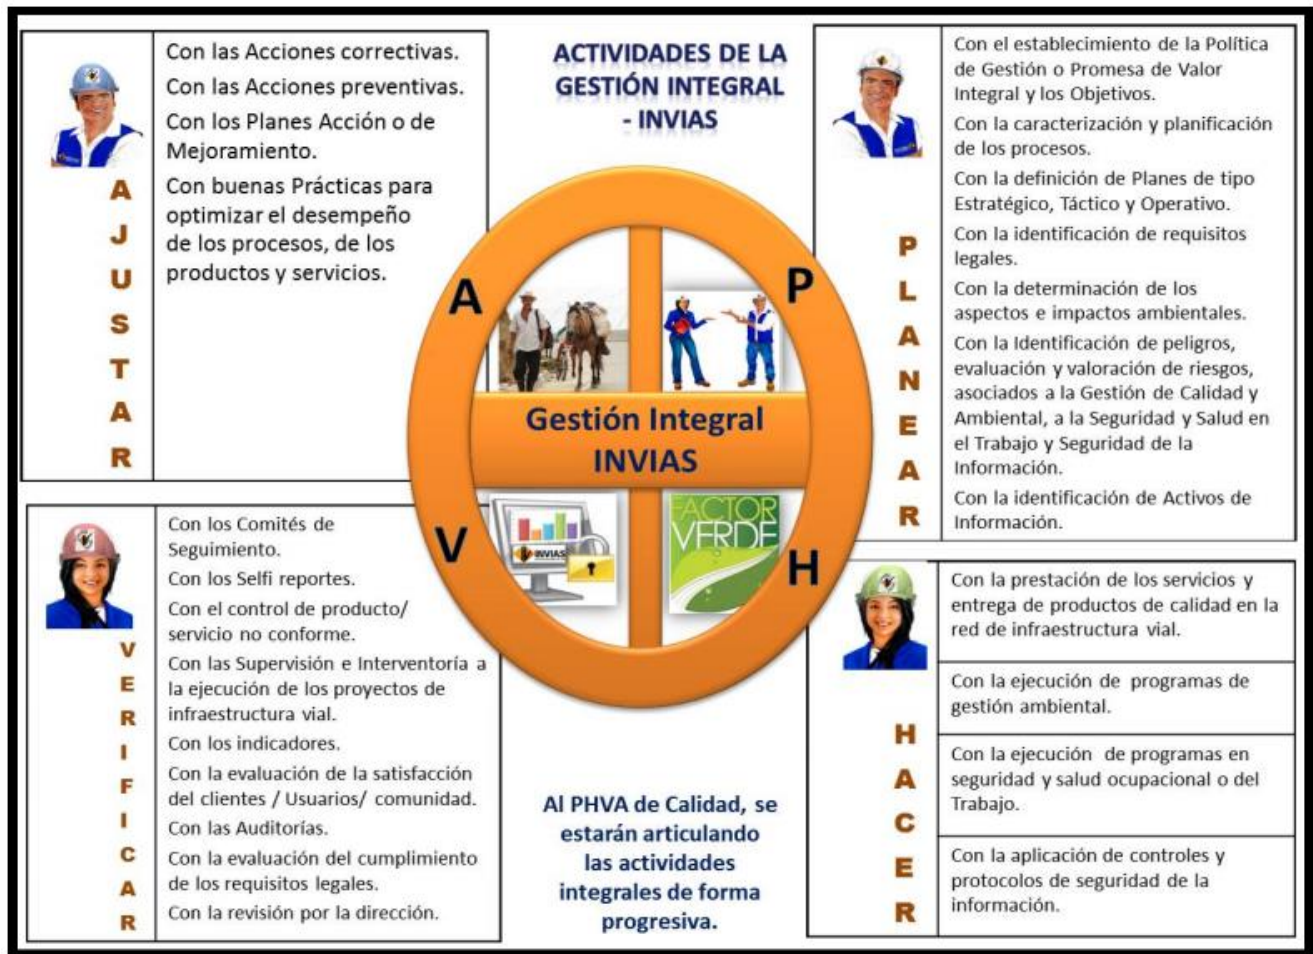 ACTIVIDADES DE LA
GESTIÓN INTEGRAL
- INVIAS
AJUSTAR
Con las Acciones correctivas.
Con las Acciones preventivas.
Con los Planes Acción o de
Mejoramiento.
Con buenas Prácticas para
optimizar el desempeño
de los procesos, de los
productos y servicios.
PLANEAR
Con el establecimiento de la Política
de Gestión o Promesa de Valor
Integral y los Objetivos.
Con la caracterización y planificación
de los procesos.
Con la definición de Planes de tipo
Estratégico, Táctico y Operativo.
Con la identificación de requisitos
legales.
Con la determinación de los
aspectos e impactos ambientales.
Con la Identificación de peligros,
evaluación y valoración de riesgos,
asociados a la Gestión de Calidad y
Ambiental, a la Seguridad y Salud en
el Trabajo y Seguridad de la
Información.
Con la identificación de Activos de
Información.
A
P
Gestión Integral
INVIAS
V
H
INVIAS
FACTOR
VERDE
VERIFICAR
Con los Comités de
Seguimiento.
Con los Selfi reportes.
Con el control de producto/
servicio no conforme.
Con las Supervisión e Interventoría a
la ejecución de los proyectos de
infraestructura vial.
Con los indicadores.
Con la evaluación de la satisfacción
del clientes / Usuarios/ comunidad.
Con las Auditorías.
Con la evaluación del cumplimiento
de los requisitos legales.
Con la revisión por la dirección.
HACER
Con la prestación de los servicios y
entrega de productos de calidad en la
red de infraestructura vial.
Con la ejecución de programas de
gestión ambiental.
Con la ejecución de programas en
seguridad y salud ocupacional o del
Trabajo.
Con la aplicación de controles y
protocolos de seguridad de la
información.
Al PHVA de Calidad, se
estarán articulando
las actividades
integrales de forma
progresiva.